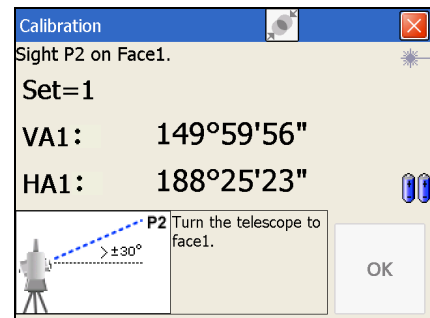 Calibration
Sight P2 on Face1.
Set=1
VA1: 149°59'56"
HA1: 188°25'23"
P2
>±30°
Turn the telescope to
face1.
OK